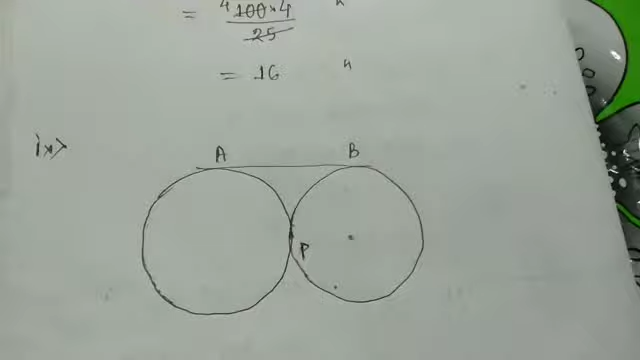 = 4 100 × 4 "
25
= 16 "
ix>
A B
P